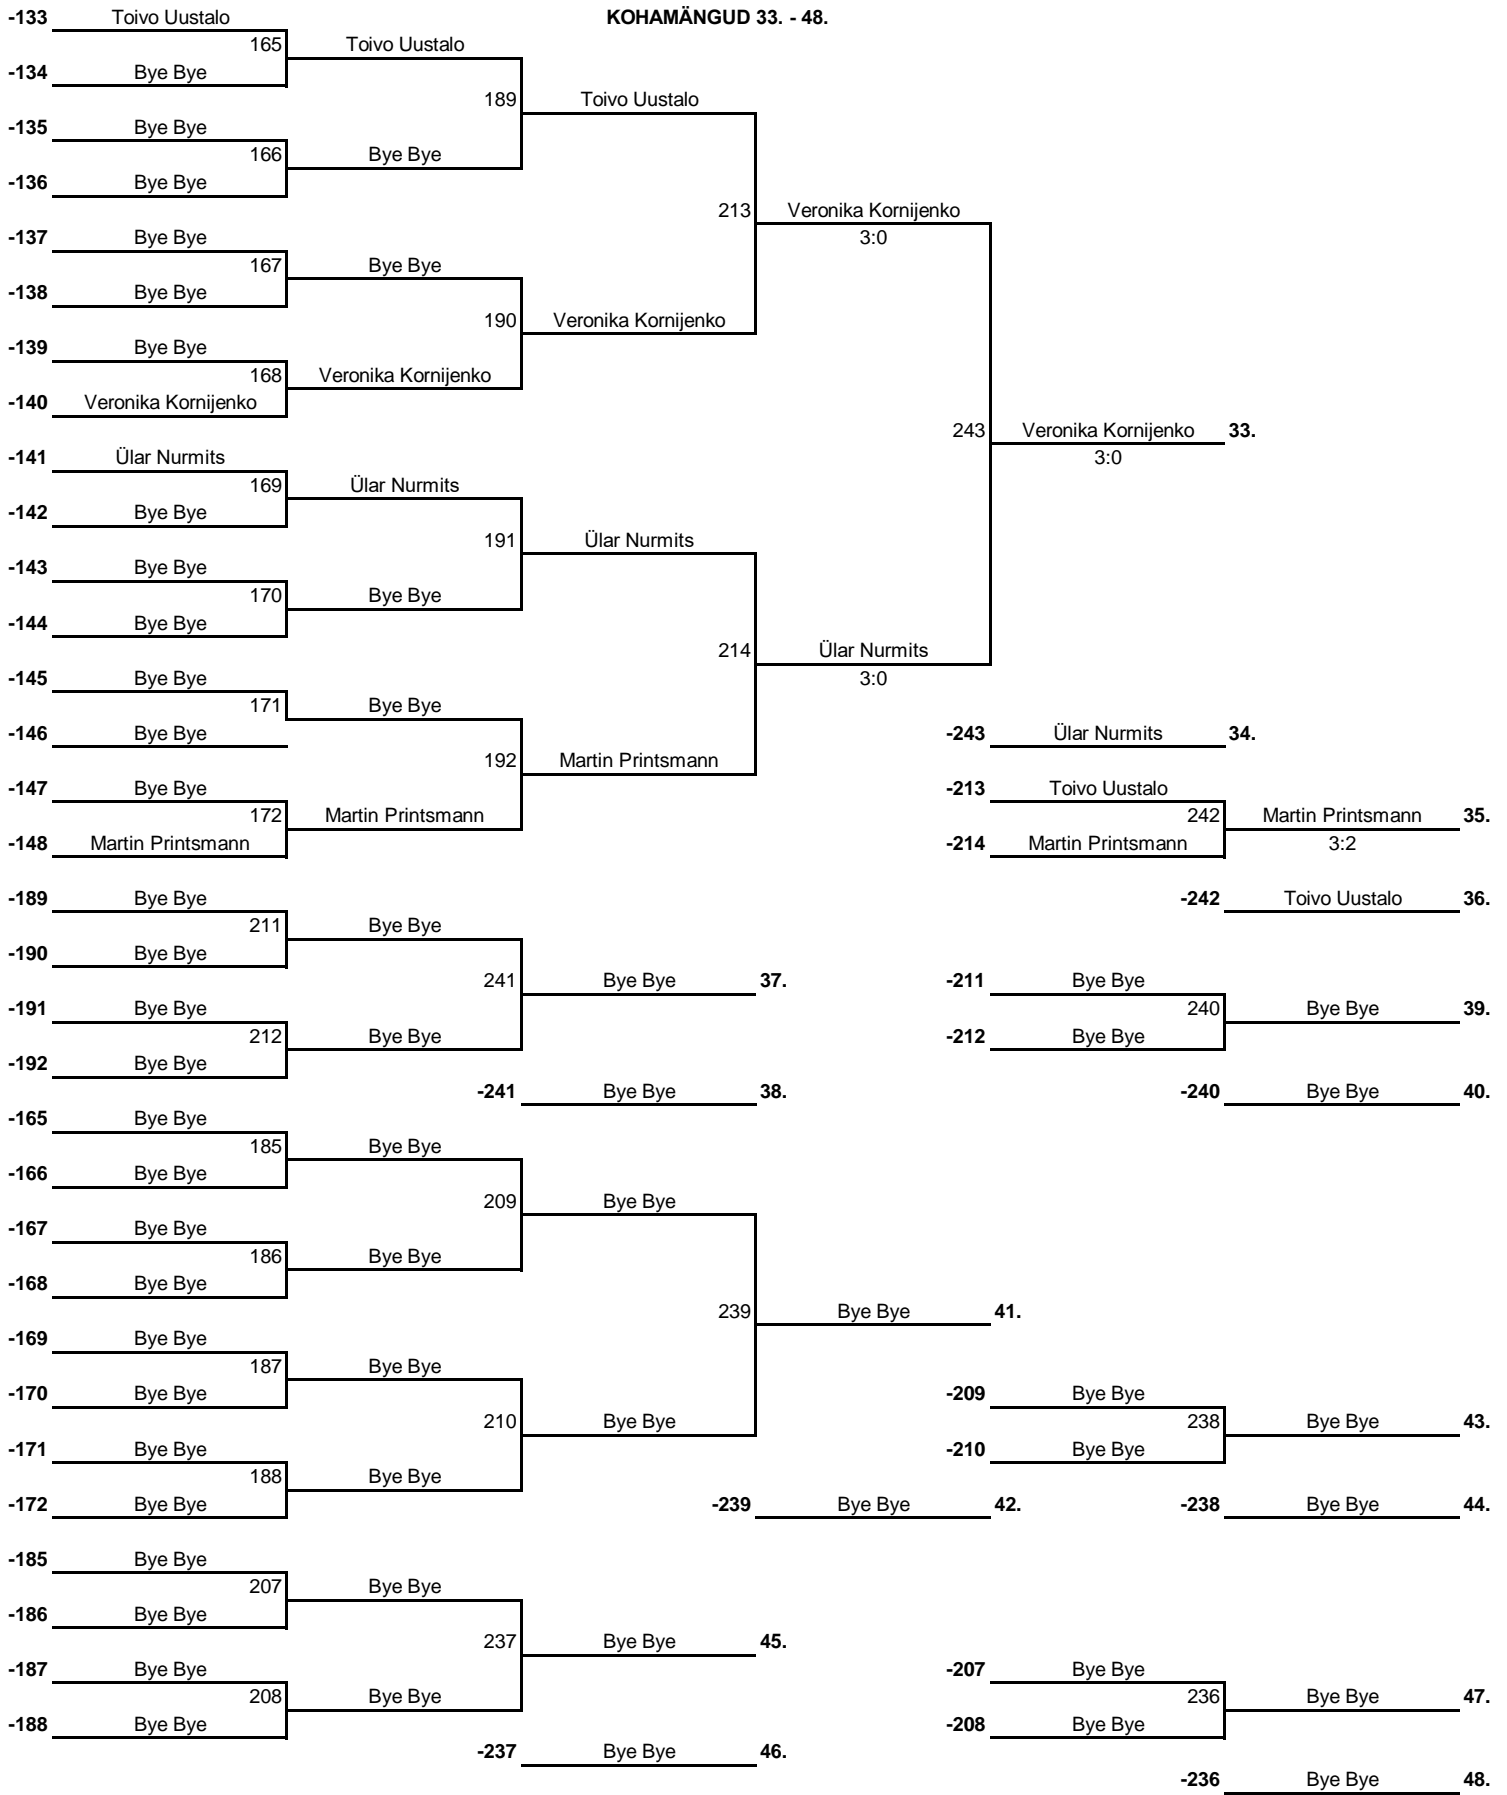 -133 Toivo Uustalo KOHAMÄNGUD 33. - 48.
165 Toivo Uustalo
-134 Bye Bye
189 Toivo Uustalo
-135 Bye Bye
166 Bye Bye
-136 Bye Bye
213 Veronika Kornijenko
-137 Bye Bye 3:0
167 Bye Bye
-138 Bye Bye
190 Veronika Kornijenko
-139 Bye Bye
168 Veronika Kornijenko
-140 Veronika Kornijenko
243 Veronika Kornijenko 33.
-141 Ülar Nurmits 3:0
169 Ülar Nurmits
-142 Bye Bye
191 Ülar Nurmits
-143 Bye Bye
170 Bye Bye
-144 Bye Bye
214 Ülar Nurmits
-145 Bye Bye 3:0
171 Bye Bye
-146 Bye Bye -243 Ülar Nurmits 34.
192 Martin Printsmann
-147 Bye Bye -213 Toivo Uustalo
172 Martin Printsmann 242 Martin Printsmann 35.
-148 Martin Printsmann -214 Martin Printsmann 3:2
-189 Bye Bye -242 Toivo Uustalo 36.
211 Bye Bye
-190 Bye Bye
241 Bye Bye 37. -211 Bye Bye
-191 Bye Bye 240 Bye Bye 39.
212 Bye Bye -212 Bye Bye
-192 Bye Bye
-241 Bye Bye 38. -240 Bye Bye 40.
-165 Bye Bye
185 Bye Bye
-166 Bye Bye
209 Bye Bye
-167 Bye Bye
186 Bye Bye
-168 Bye Bye
239 Bye Bye 41.
-169 Bye Bye
187 Bye Bye
-170 Bye Bye -209 Bye Bye
210 Bye Bye 238 Bye Bye 43.
-171 Bye Bye -210 Bye Bye
188 Bye Bye
-172 Bye Bye -239 Bye Bye 42. -238 Bye Bye 44.
-185 Bye Bye
207 Bye Bye
-186 Bye Bye
237 Bye Bye 45.
-187 Bye Bye -207 Bye Bye
208 Bye Bye 236 Bye Bye 47.
-188 Bye Bye -208 Bye Bye
-237 Bye Bye 46.
-236 Bye Bye 48.